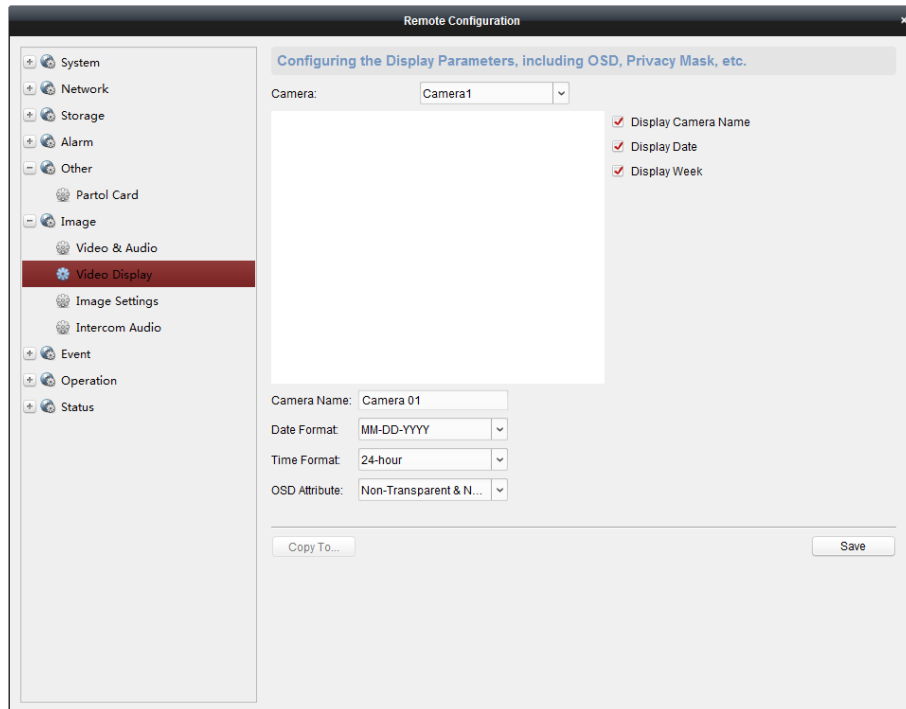 Remote Configuration
System
Network
Storage
Alarm
Other
Partol Card
Image
Video & Audio
Video Display
Image Settings
Intercom Audio
Event
Operation
Status
Configuring the Display Parameters, including OSD, Privacy Mask, etc.
Camera: Camera1
Display Camera Name
Display Date
Display Week
Camera Name: Camera 01
Date Format: MM-DD-YYYY
Time Format: 24-hour
OSD Attribute: Non-Transparent & N...
Copy To... Save